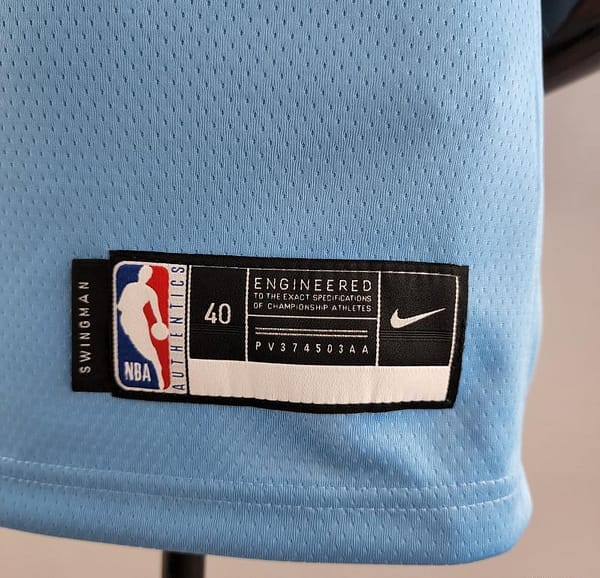 SWINGMAN
NBA
AUTHENTICS
40
ENGINEERED
TO THE EXACT SPECIFICATIONS
OF CHAMPIONSHIP ATHLETES
PV374503AA